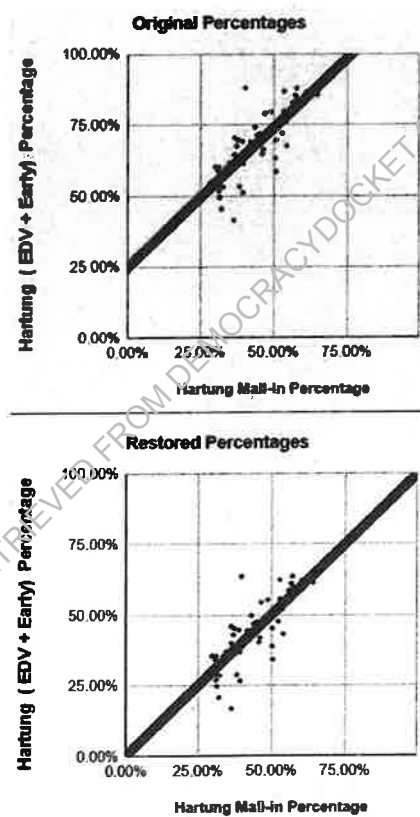 Original Percentages
100.00%
75.00%
50.00%
25.00%
0.00%
Hartung ( EDV + Early) Percentage
0.00% 25.00% 50.00% 75.00%
Hartung Mail-in Percentage
RETRIEVED FROM DEMOCRACYDOCKET
Restored Percentages
100.00%
75.00%
50.00%
25.00%
0.00%
Hartung ( EDV + Early) Percentage
0.00% 25.00% 50.00% 75.00%
Hartung Mail-in Percentage